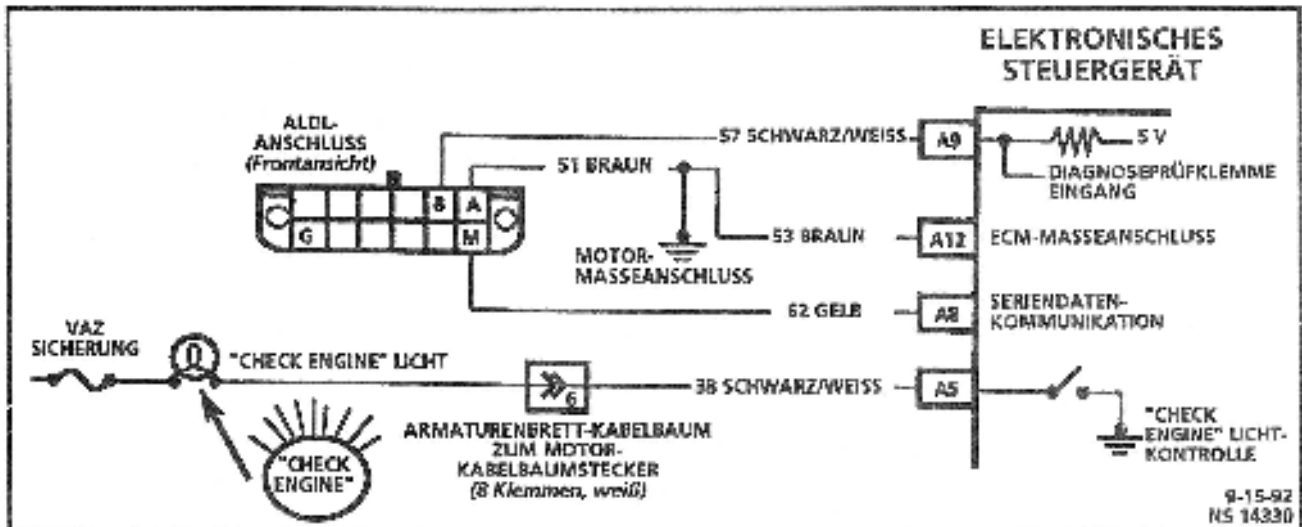 ELEKTRONISCHES
STEUERGERÄT
ALDL-
ANSCHLUSS
(Frontansicht)
B A
G M
57 SCHWARZ/WEISS
A9
5 V
DIAGNOSEPRÜFKLEMME
EINGANG
51 BRAUN
MOTOR-
MASSEANSCHLUSS
53 BRAUN
A12
ECM-MASSEANSCHLUSS
62 GELB
A8
SERIENDATEN-
KOMMUNIKATION
VAZ
SICHERUNG
"CHECK ENGINE" LICHT
6
38 SCHWARZ/WEISS
A5
"CHECK
ENGINE" LICHT-
KONTROLLE
ARMATURENBRETT-KABELBAUM
ZUM MOTOR-
KABELBAUMSTECKER
(8 Klemmen, weiß)
"CHECK
ENGINE"
9-15-92
NS 14330